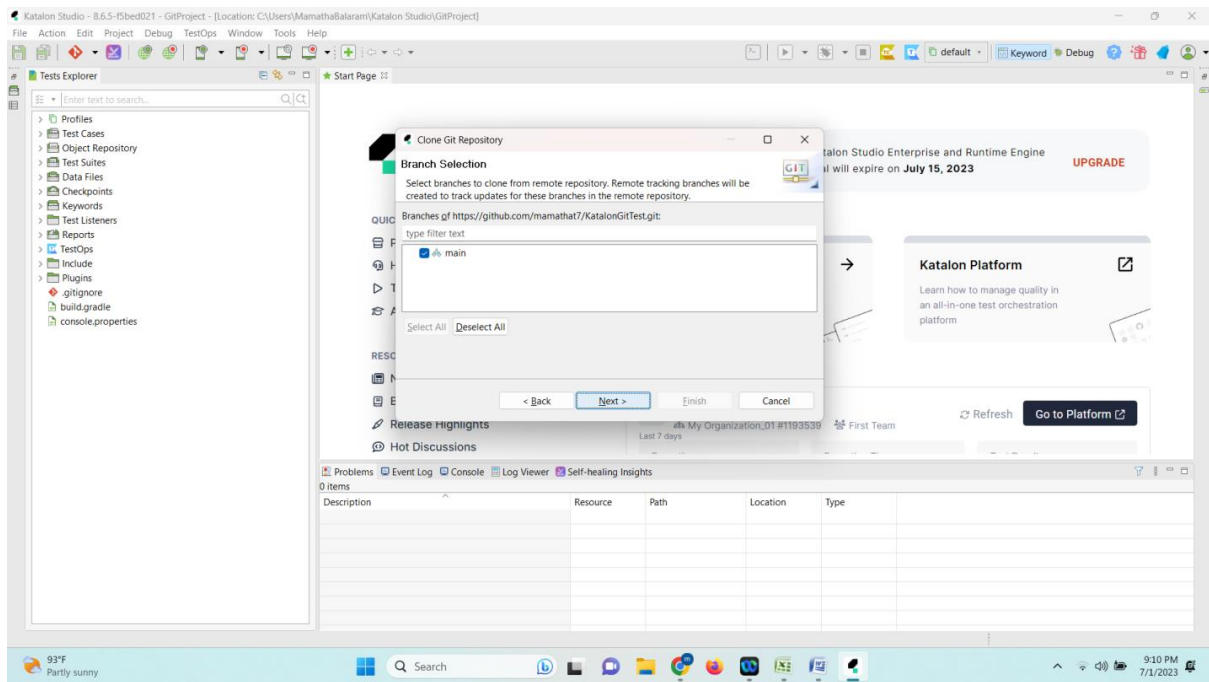 Katalon Studio - 8.6.5-f5bed021 - GitProject - [Location: C:\Users\MamathaBalaram\Katalon Studio\GitProject]
File Action Edit Project Debug TestOps Window Tools Help
default
Keyword
Debug
Tests Explorer
Enter text to search...
Profiles
Test Cases
Object Repository
Test Suites
Data Files
Checkpoints
Keywords
Test Listeners
Reports
TestOps
Include
Plugins
.gitignore
build.gradle
console.properties
Start Page
talon Studio Enterprise and Runtime Engine
al will expire on July 15, 2023
UPGRADE
QUIC
RESC
Release Highlights
Hot Discussions
Clone Git Repository
Branch Selection
GIT
Select branches to clone from remote repository. Remote tracking branches will be
created to track updates for these branches in the remote repository.
Branches of https://github.com/mamathat7/KatalonGitTest.git:
type filter text
main
Select All
Deselect All
< Back
Next >
Finish
Cancel
Katalon Platform
Learn how to manage quality in
an all-in-one test orchestration
platform
My Organization_01 #1193539
First Team
Last 7 days
Refresh
Go to Platform
Problems
Event Log
Console
Log Viewer
Self-healing Insights
0 items
Description
Resource
Path
Location
Type
93°F
Partly sunny
Search
9:10 PM
7/1/2023